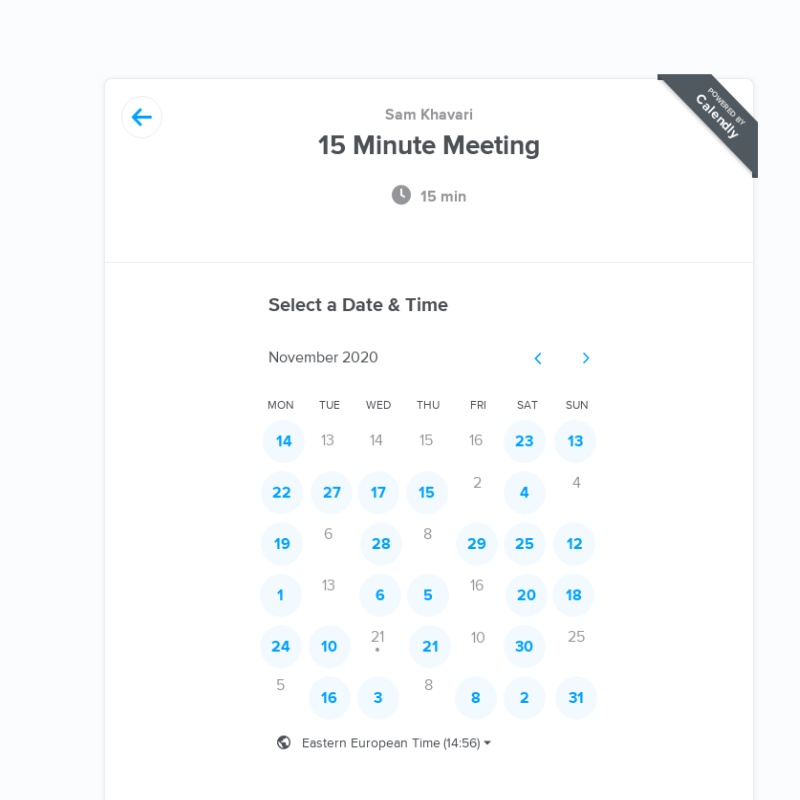 POWERED BY
Calendly
Sam Khavari
15 Minute Meeting
15 min
Select a Date & Time
November 2020
MON TUE WED THU FRI SAT SUN
14 13 14 15 16 23 13
22 27 17 15 2 4 4
19 6 28 8 29 25 12
1 13 6 5 16 20 18
24 10 21 21 10 30 25
5 16 3 8 8 2 31
Eastern European Time (14:56)